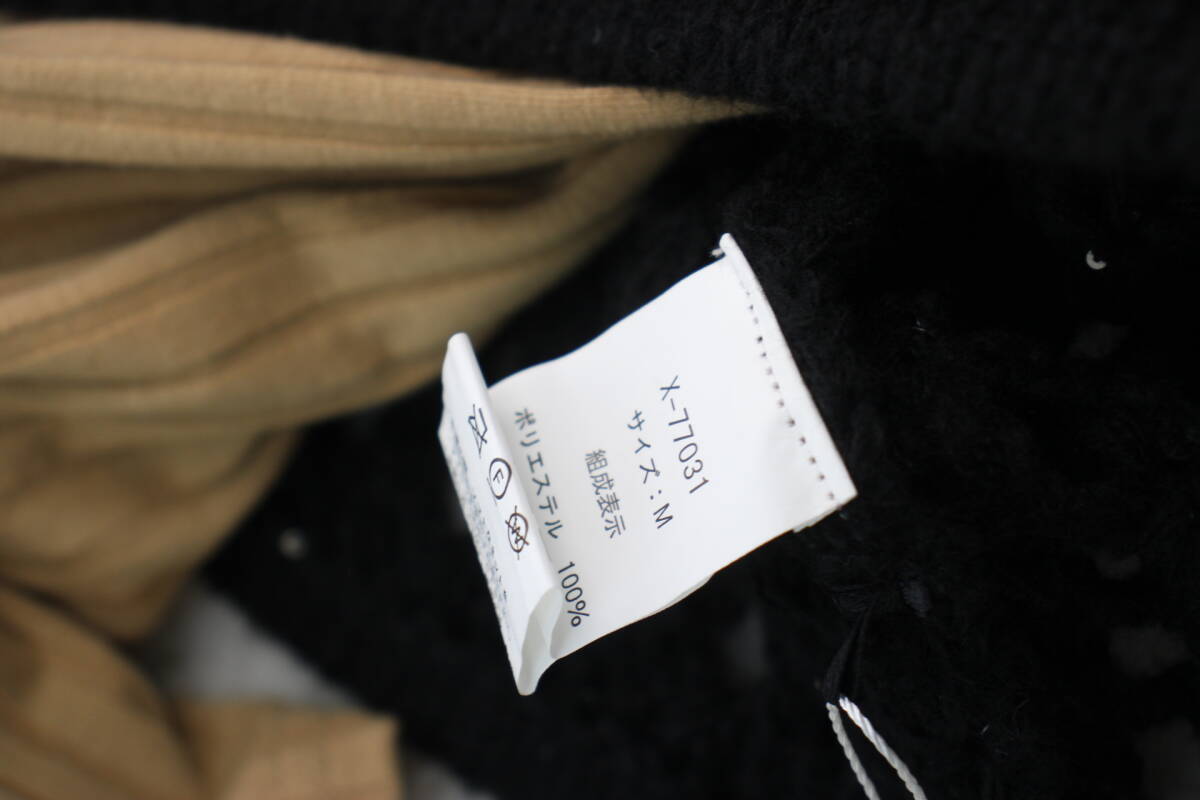 X-77031
サイズ：M
組成表示
ポリエステル 100%
F
W